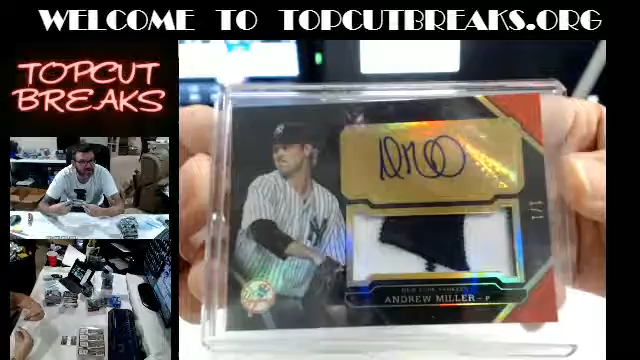 WELCOME TO TOPCUTBREAKS.ORG
TOPCUT
BREAKS
1/1
NEW YORK YANKEES
ANDREW MILLER - P